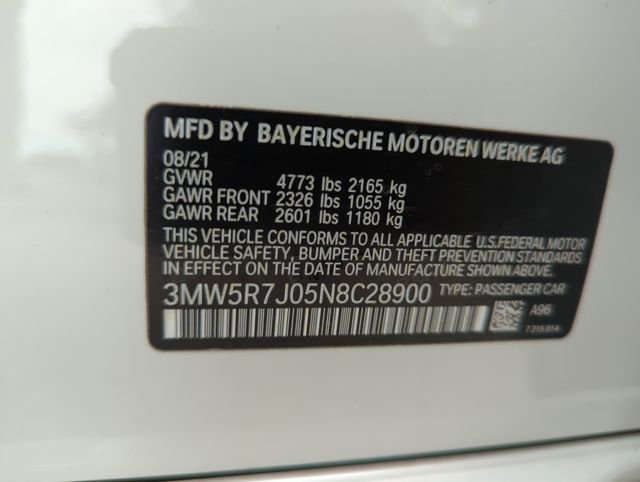 MFD BY BAYERISCHE MOTOREN WERKE AG
08/21
GVWR 4773 lbs 2165 kg
GAWR FRONT 2326 lbs 1055 kg
GAWR REAR 2601 lbs 1180 kg
THIS VEHICLE CONFORMS TO ALL APPLICABLE U.S.FEDERAL MOTOR
VEHICLE SAFETY, BUMPER AND THEFT PREVENTION STANDARDS
IN EFFECT ON THE DATE OF MANUFACTURE SHOWN ABOVE.
3MW5R7J05N8C28900 TYPE: PASSENGER CAR
A96
7315814